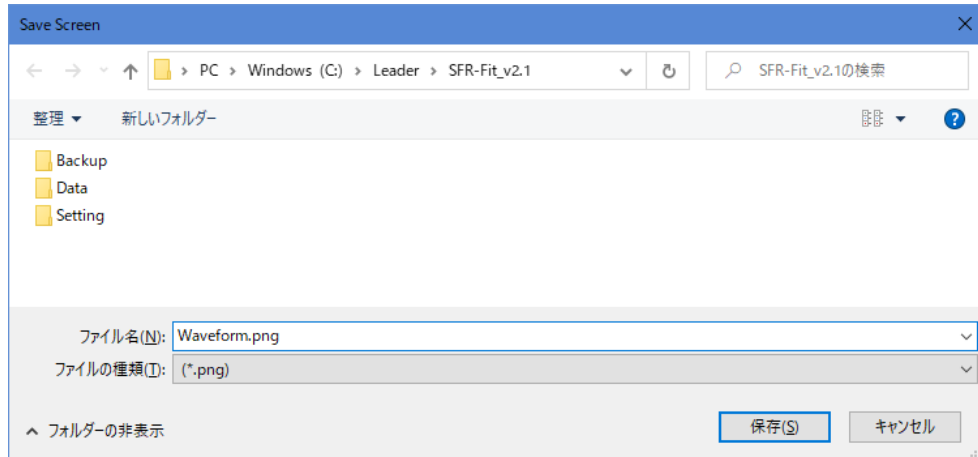 Save Screen
PC > Windows (C:) > Leader > SFR-Fit_v2.1
SFR-Fit_v2.1の検索
整理
新しいフォルダー
Backup
Data
Setting
ファイル名(N): Waveform.png
ファイルの種類(T): (*.png)
フォルダーの非表示
保存(S)
キャンセル